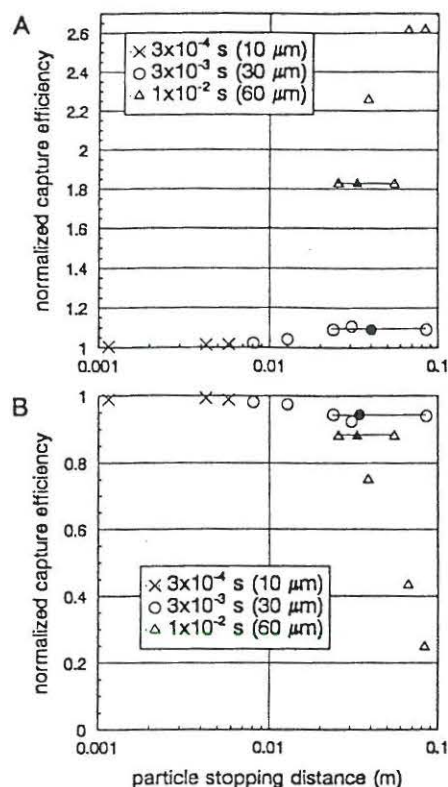 A
normalized capture efficiency
2.6
2.4
2.2
2
1.8
1.6
1.4
1.2
1
× 3x10⁻⁴ s (10 µm)
○ 3x10⁻³ s (30 µm)
△ 1x10⁻² s (60 µm)
0.001
0.01
0.1
B
normalized capture efficiency
1
0.8
0.6
0.4
0.2
0
× 3x10⁻⁴ s (10 µm)
○ 3x10⁻³ s (30 µm)
△ 1x10⁻² s (60 µm)
0.001
0.01
0.1
particle stopping distance (m)